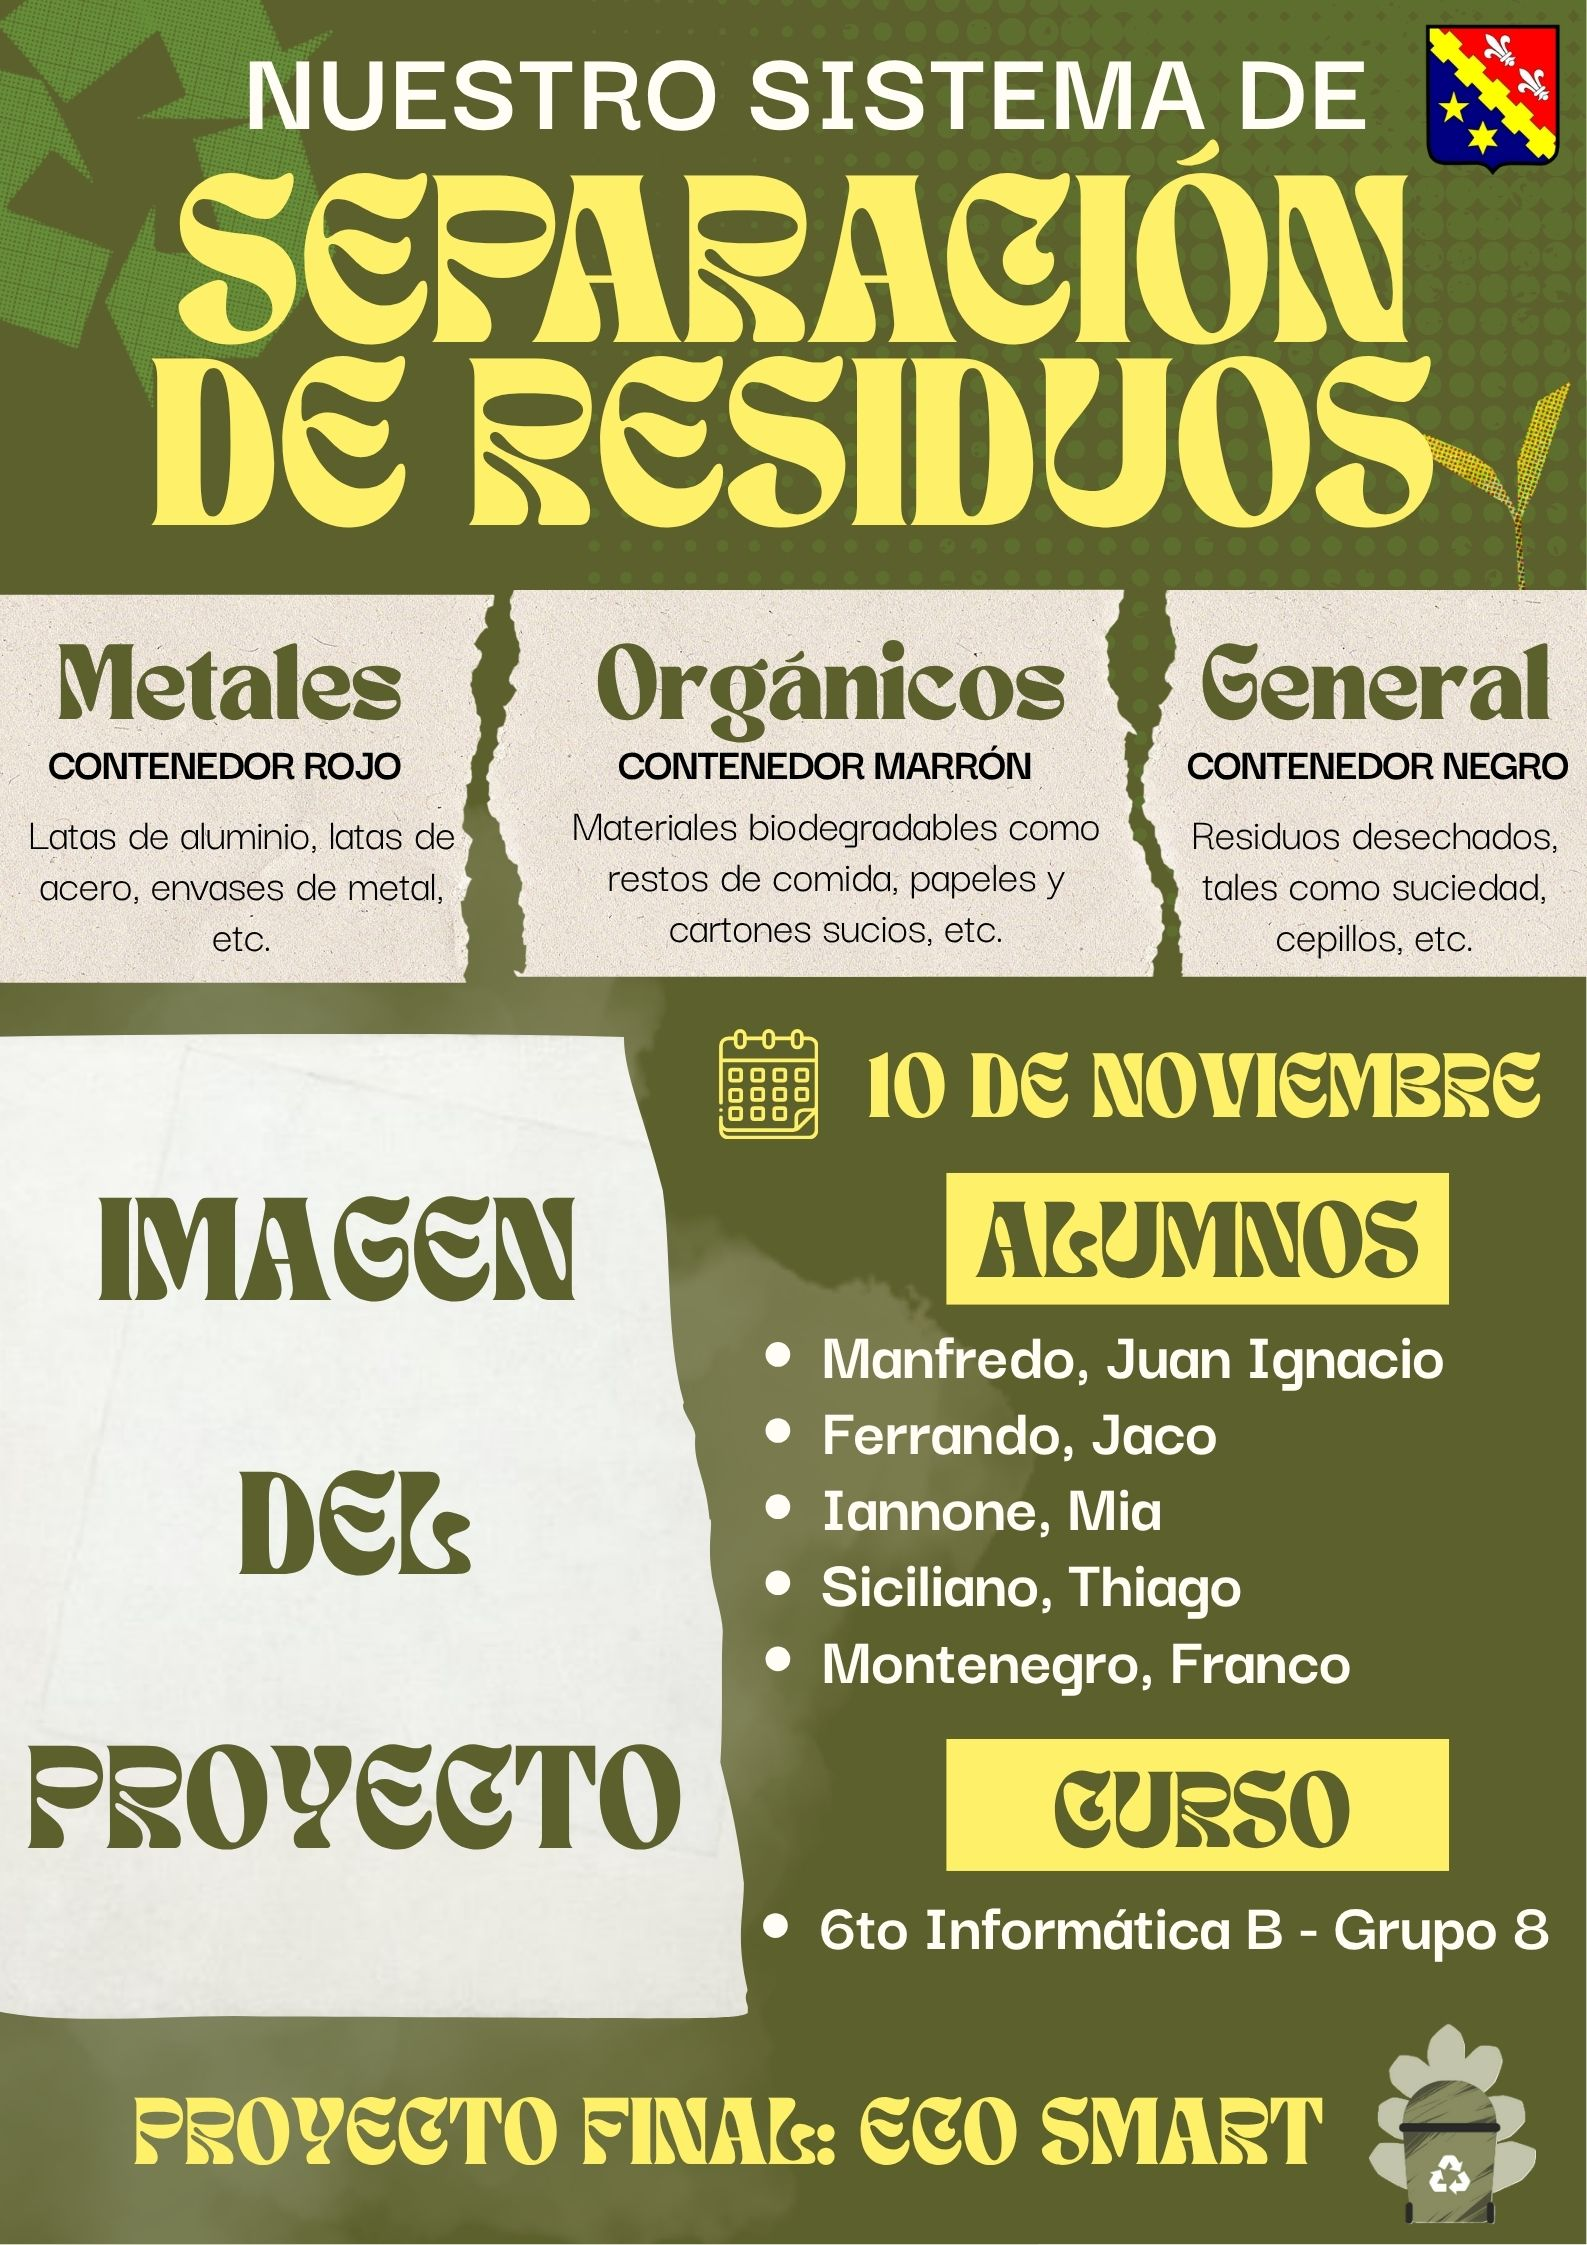 NUESTRO SISTEMA DE
SEPARACIÓN
DE RESIDUOS
Metales
CONTENEDOR ROJO
Latas de aluminio, latas de
acero, envases de metal,
etc.
Orgánicos
CONTENEDOR MARRÓN
Materiales biodegradables como
restos de comida, papeles y
cartones sucios, etc.
General
CONTENEDOR NEGRO
Residuos desechados,
tales como suciedad,
cepillos, etc.
IMAGEN
DEL
PROYECTO
10 DE NOVIEMBRE
ALUMNOS
• Manfredo, Juan Ignacio
• Ferrando, Jaco
• Iannone, Mia
• Siciliano, Thiago
• Montenegro, Franco
CURSO
• 6to Informática B - Grupo 8
PROYECTO FINAL: ECO SMART